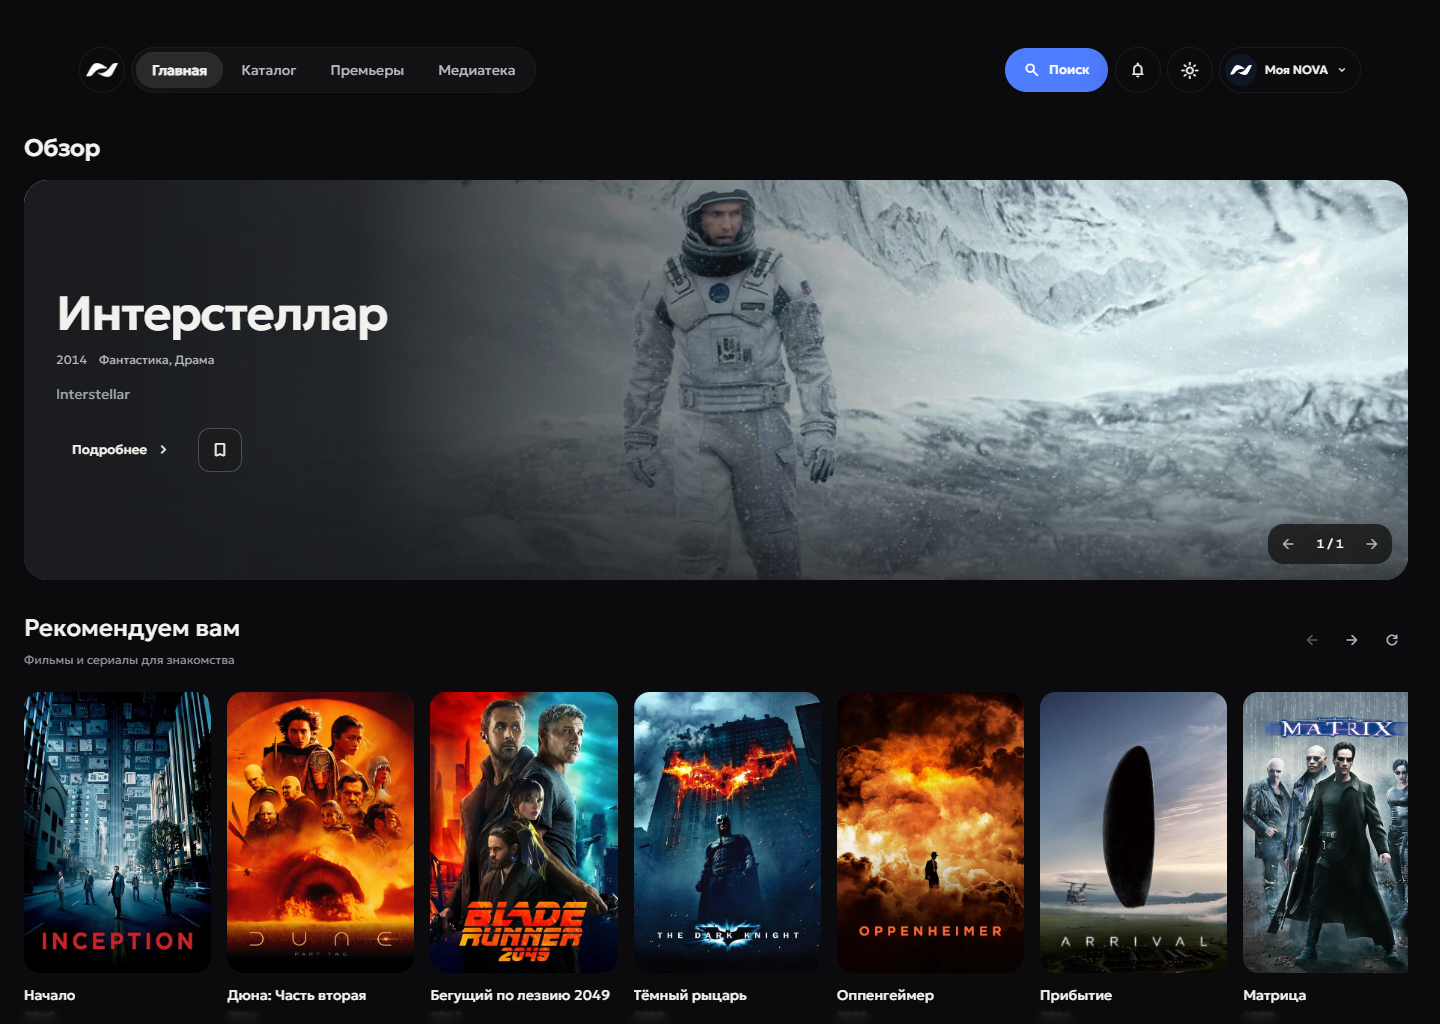 Главная
Каталог
Премьеры
Медиатека
Поиск
Моя NOVA
Обзор
Интерстеллар
2014 Фантастика, Драма
Interstellar
Подробнее
1 / 1
Рекомендуем вам
Фильмы и сериалы для знакомства
INCEPTION
DUNE
PART TWO
BLADE
RUNNER
2049
THE DARK KNIGHT
OPPENHEIMER
ARRIVAL
MATRIX
Начало
Дюна: Часть вторая
Бегущий по лезвию 2049
Тёмный рыцарь
Оппенгеймер
Прибытие
Матрица